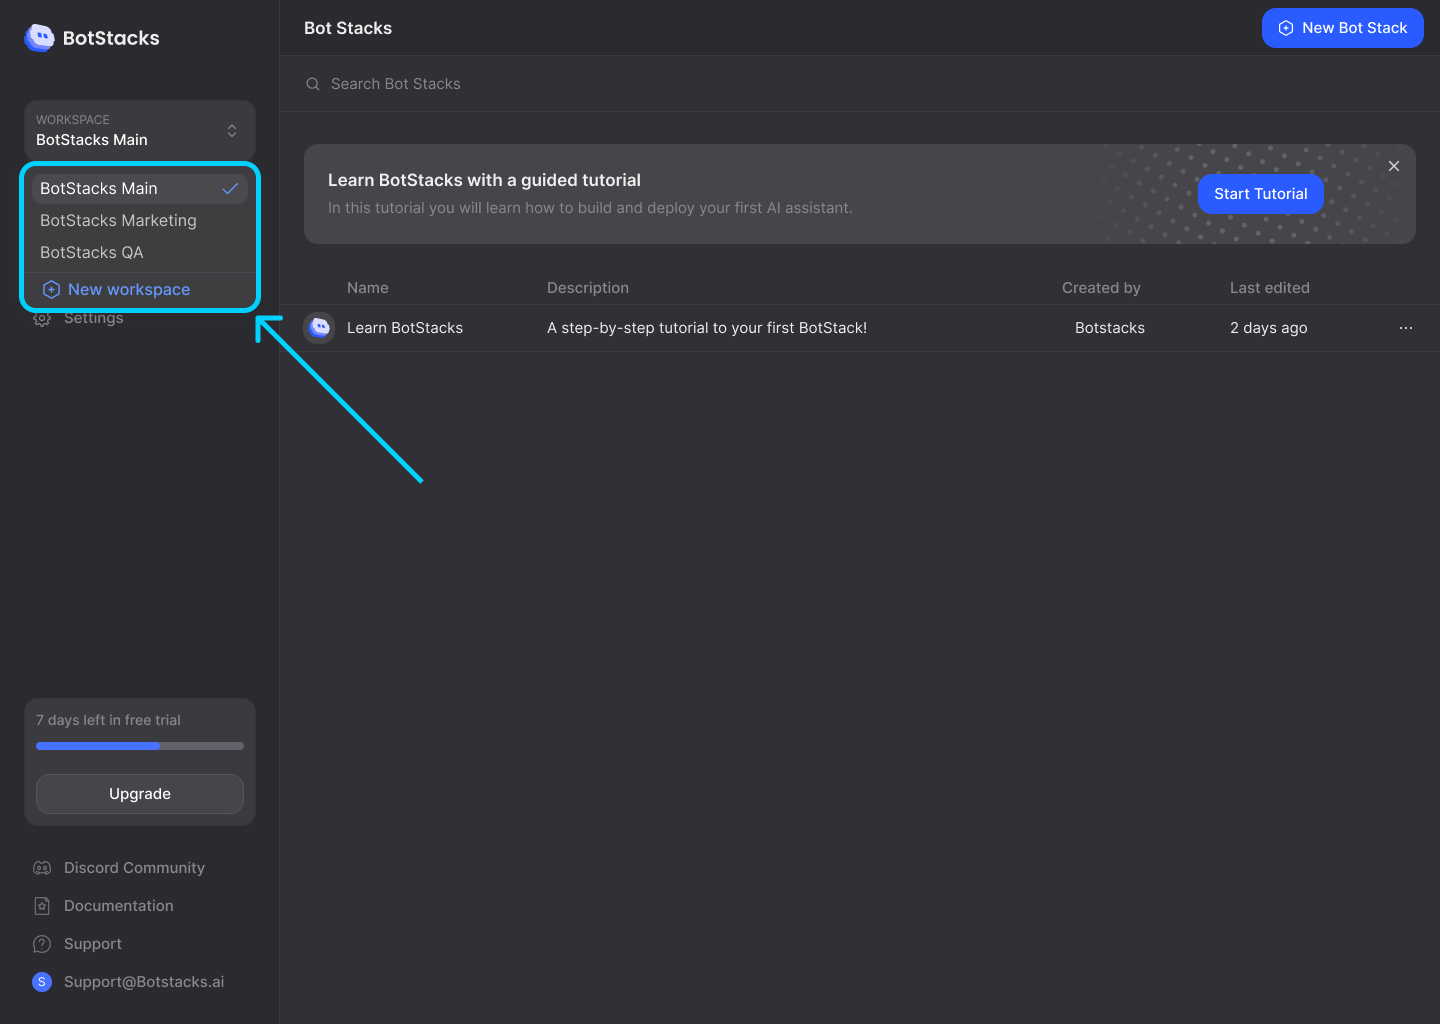 BotStacks
WORKSPACE
BotStacks Main
BotStacks Main
BotStacks Marketing
BotStacks QA
New workspace
Settings
7 days left in free trial
Upgrade
Discord Community
Documentation
Support
S Support@Botstacks.ai
Bot Stacks
New Bot Stack
Search Bot Stacks
Learn BotStacks with a guided tutorial
In this tutorial you will learn how to build and deploy your first AI assistant.
Start Tutorial
Name Description Created by Last edited
Learn BotStacks A step-by-step tutorial to your first BotStack! Botstacks 2 days ago